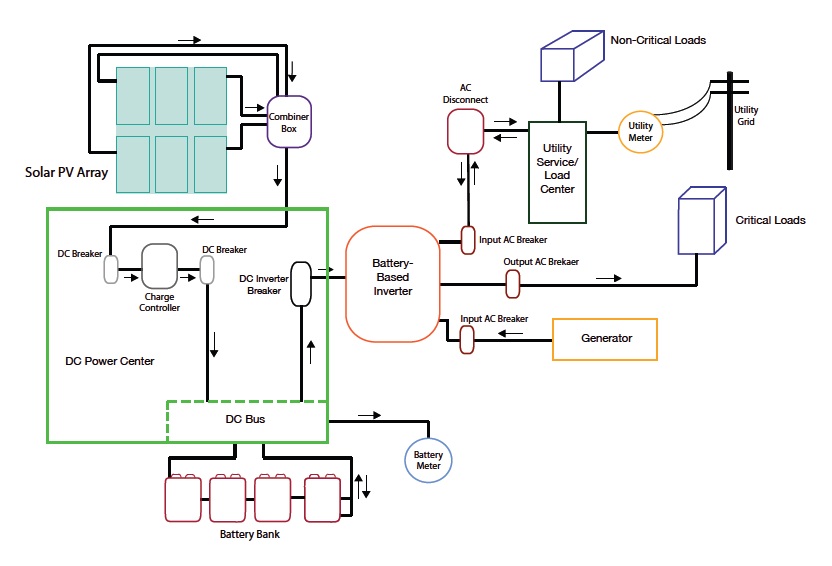 Non-Critical Loads
AC
Disconnect
Combiner
Box
Utility
Meter
Utility
Grid
Utility
Service/
Load
Center
Solar PV Array
Critical Loads
Input AC Breaker
DC Breaker
DC Breaker
Output AC Brekaer
Battery-
Based
Inverter
DC Inverter
Breaker
Charge
Controller
Input AC Breaker
Generator
DC Power Center
DC Bus
Battery
Meter
Battery Bank